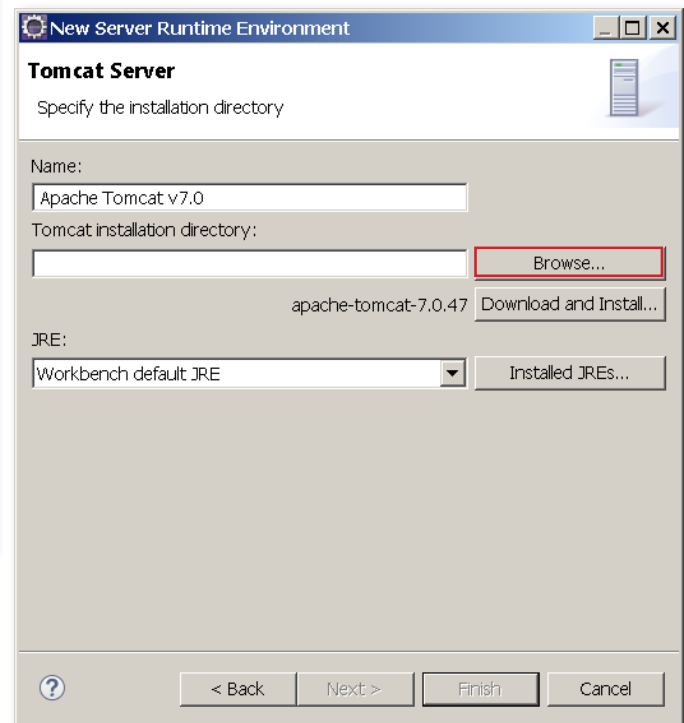 New Server Runtime Environment
Tomcat Server
Specify the installation directory
Name:
Apache Tomcat v7.0
Tomcat installation directory:
Browse...
apache-tomcat-7.0.47 Download and Install...
JRE:
Workbench default JRE Installed JREs...
? < Back Next > Finish Cancel